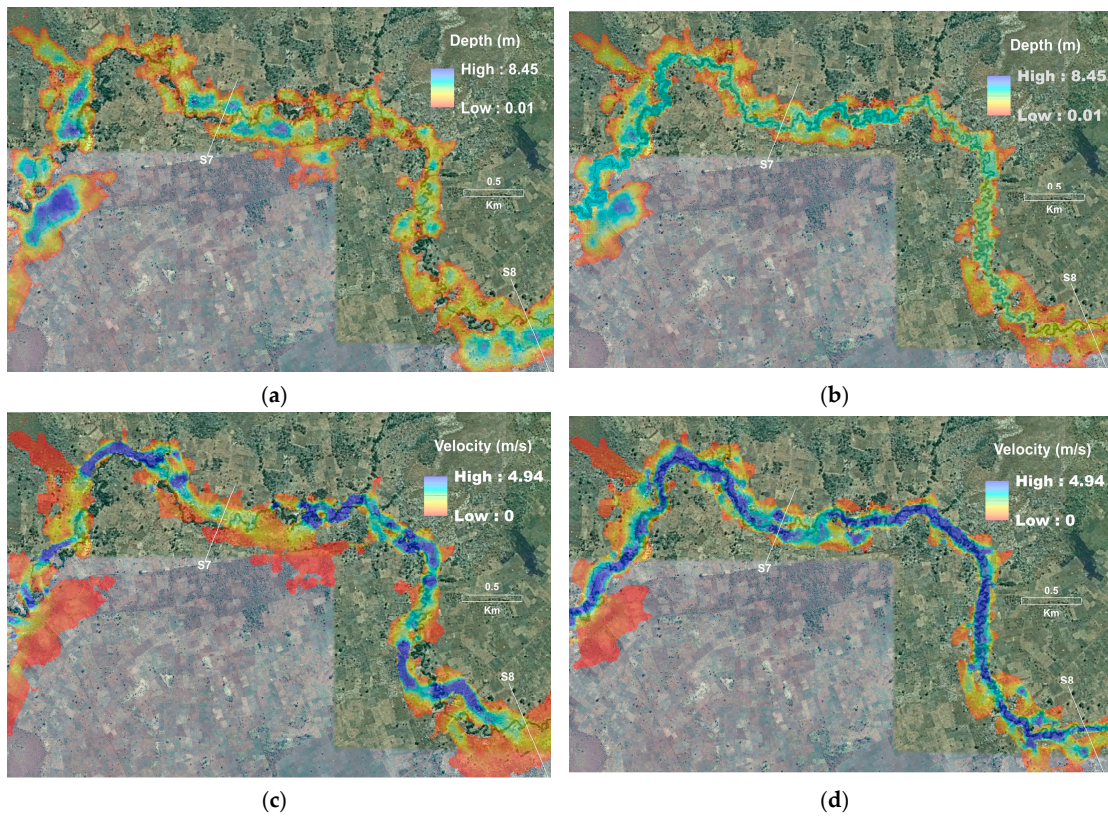 Depth (m)
High : 8.45
Low : 0.01
S7
0.5
Km
S8
(a)
Depth (m)
High : 8.45
Low : 0.01
S7
0.5
Km
S8
(b)
Velocity (m/s)
High : 4.94
Low : 0
S7
0.5
Km
S8
(c)
Velocity (m/s)
High : 4.94
Low : 0
S7
0.5
Km
S8
(d)